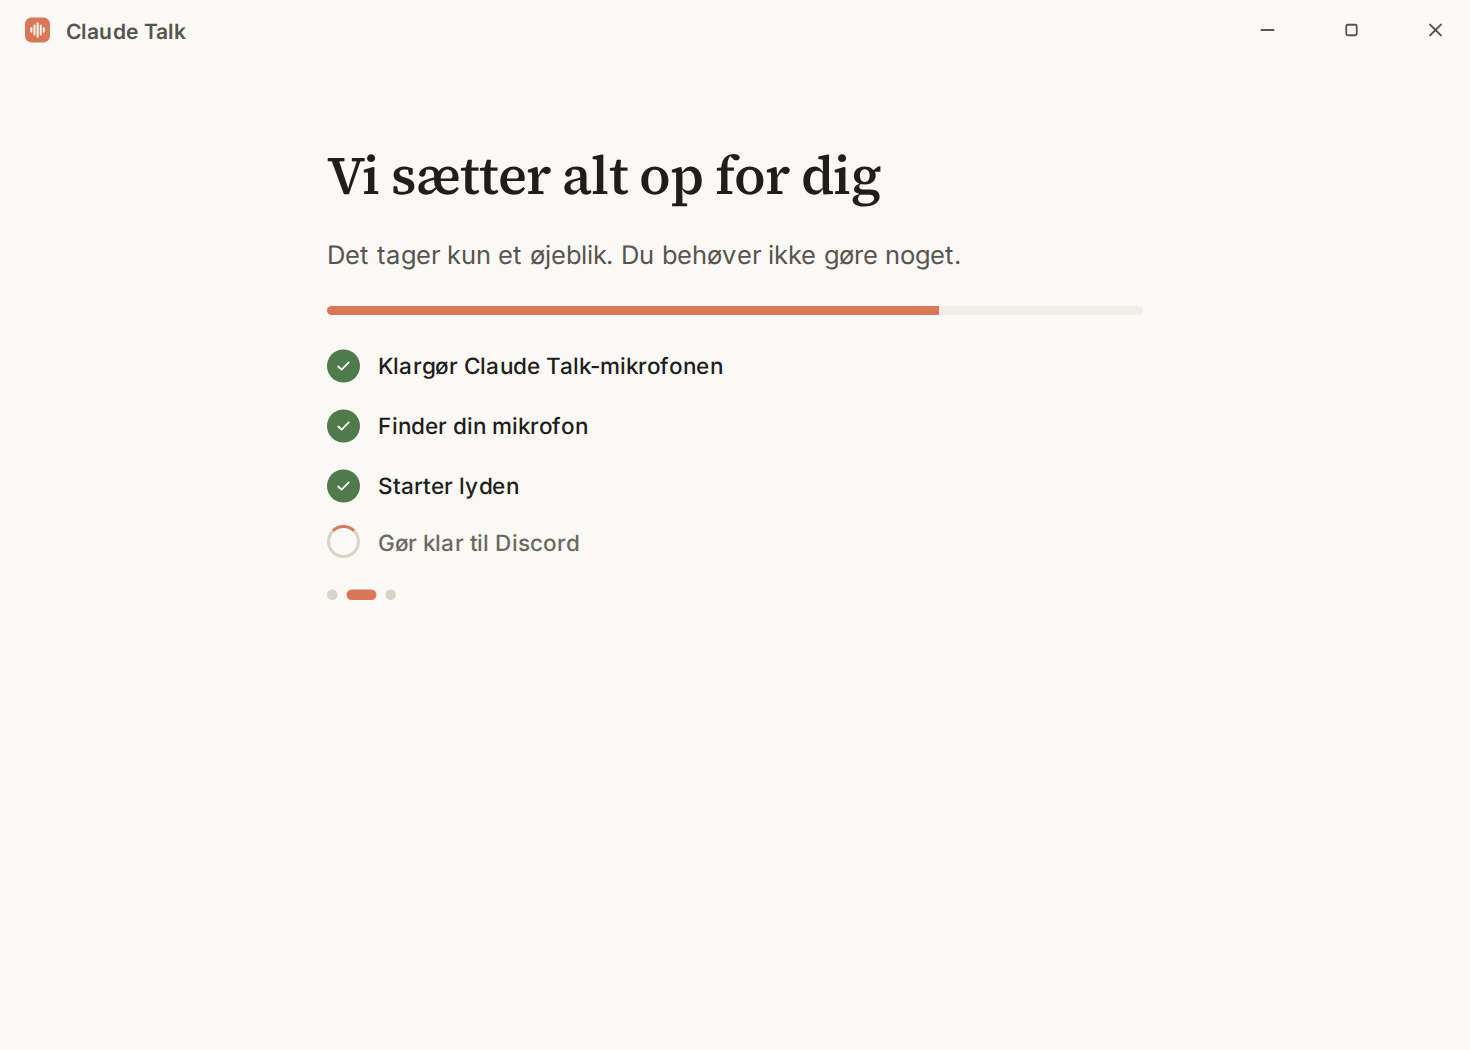 Claude Talk
Vi sætter alt op for dig
Det tager kun et øjeblik. Du behøver ikke gøre noget.
Klargør Claude Talk-mikrofonen
Finder din mikrofon
Starter lyden
Gør klar til Discord